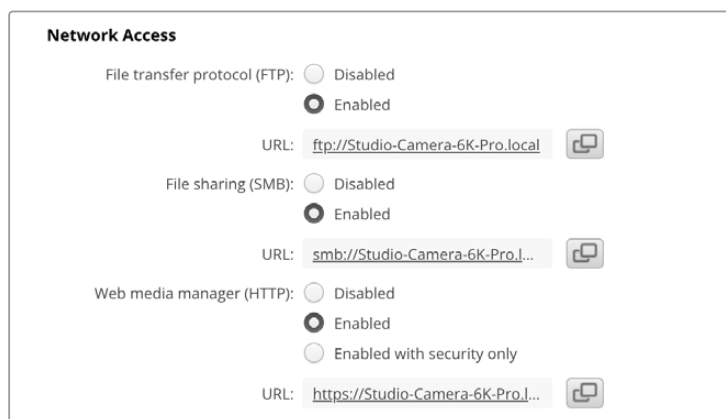 Network Access
File transfer protocol (FTP): Disabled
Enabled
URL: ftp://Studio-Camera-6K-Pro.local
File sharing (SMB): Disabled
Enabled
URL: smb://Studio-Camera-6K-Pro.l...
Web media manager (HTTP): Disabled
Enabled
Enabled with security only
URL: https://Studio-Camera-6K-Pro.l...